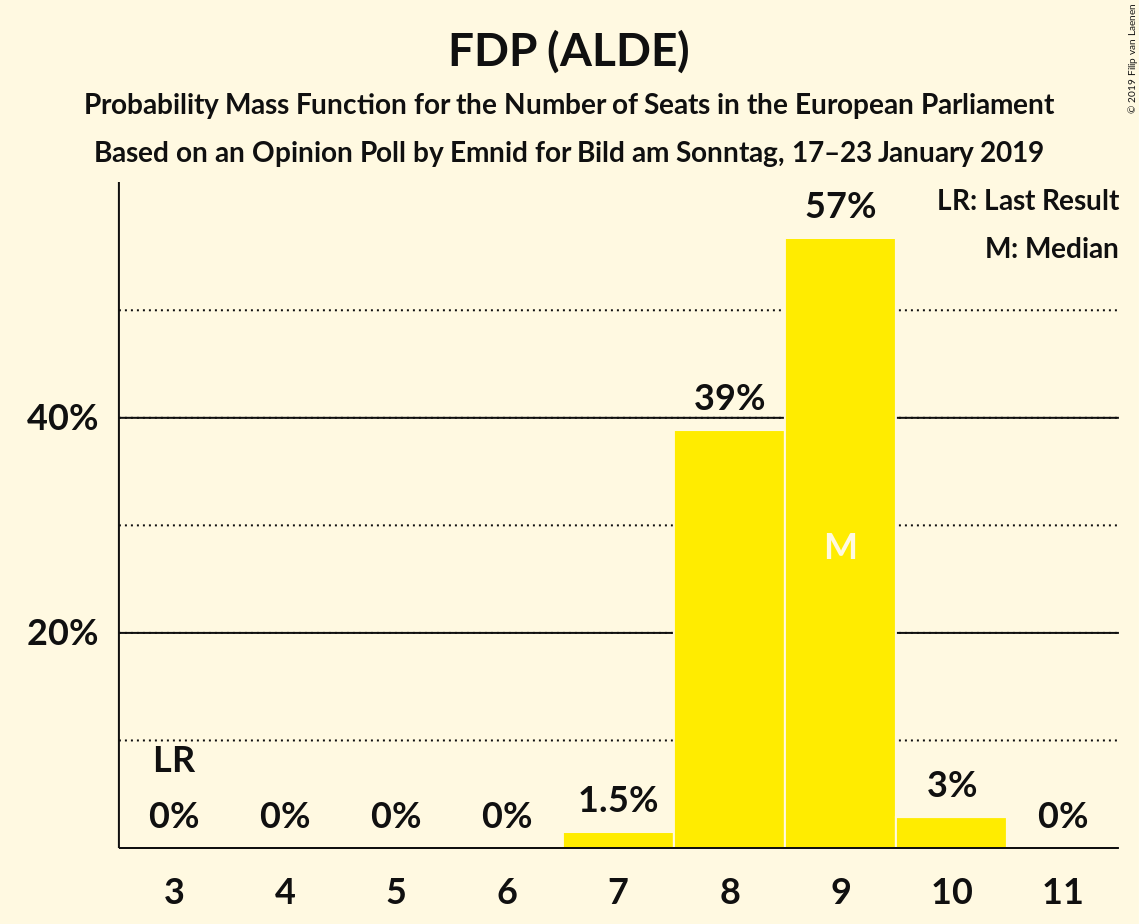 FDP (ALDE)
Probability Mass Function for the Number of Seats in the European Parliament
Based on an Opinion Poll by Emnid for Bild am Sonntag, 17–23 January 2019
© 2019 Filip van Laenen
LR: Last Result
M: Median
57%
39%
40%
M
20%
LR
0%
0%
0%
0%
1.5%
3%
0%
3
4
5
6
7
8
9
10
11